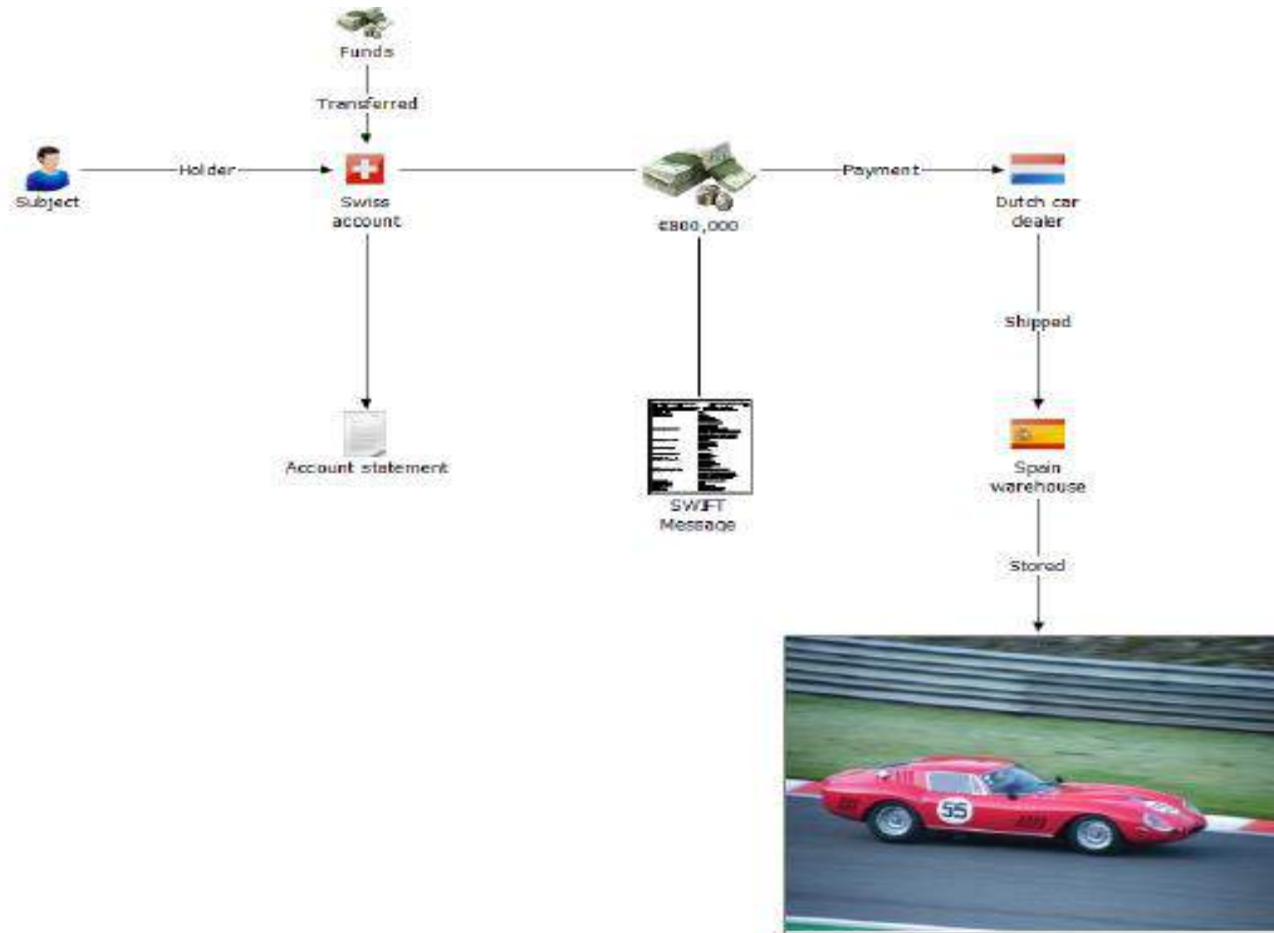 Funds
Transferred
Holder
Payment
Subject
Swiss
account
€800,000
Dutch car
dealer
Shipped
Account statement
Spain
warehouse
SWIFT
Message
Stored
55